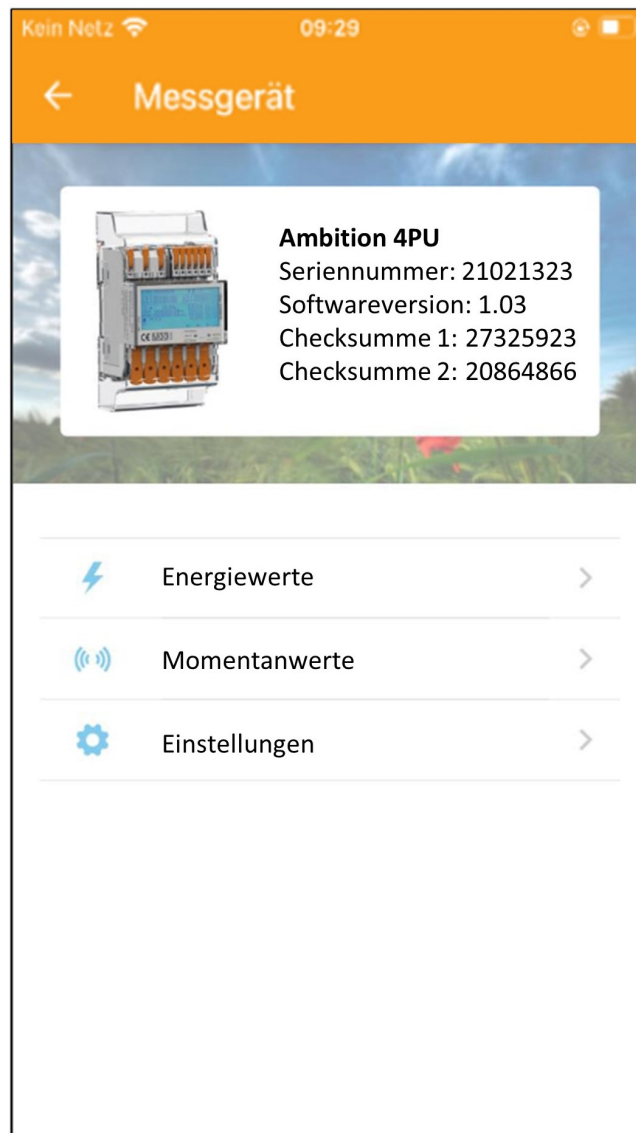 Kein Netz 09:29
Messgerät
Ambition 4PU
Seriennummer: 21021323
Softwareversion: 1.03
Checksumme 1: 27325923
Checksumme 2: 20864866
Energiewerte
Momentanwerte
Einstellungen